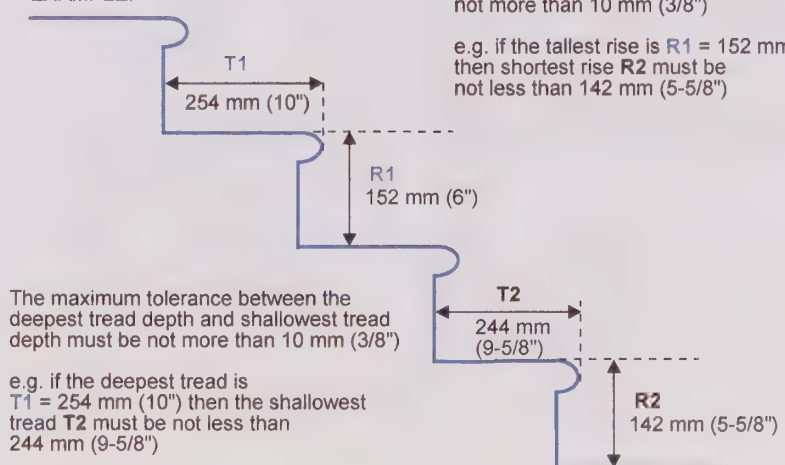 not more than 10 mm (3/8")
e.g. if the tallest rise is R1 = 152 mm
then shortest rise R2 must be
not less than 142 mm (5-5/8")
T1
254 mm (10")
R1
152 mm (6")
The maximum tolerance between the
deepest tread depth and shallowest tread
depth must be not more than 10 mm (3/8")
e.g. if the deepest tread is
T1 = 254 mm (10") then the shallowest
tread T2 must be not less than
244 mm (9-5/8")
T2
244 mm
(9-5/8")
R2
142 mm (5-5/8")